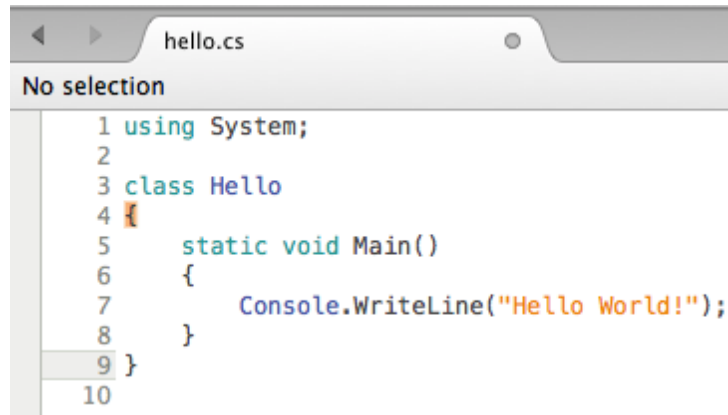 hello.cs
No selection
1 using System;
2
3 class Hello
4 {
5     static void Main()
6     {
7         Console.WriteLine("Hello World!");
8     }
9 }
10